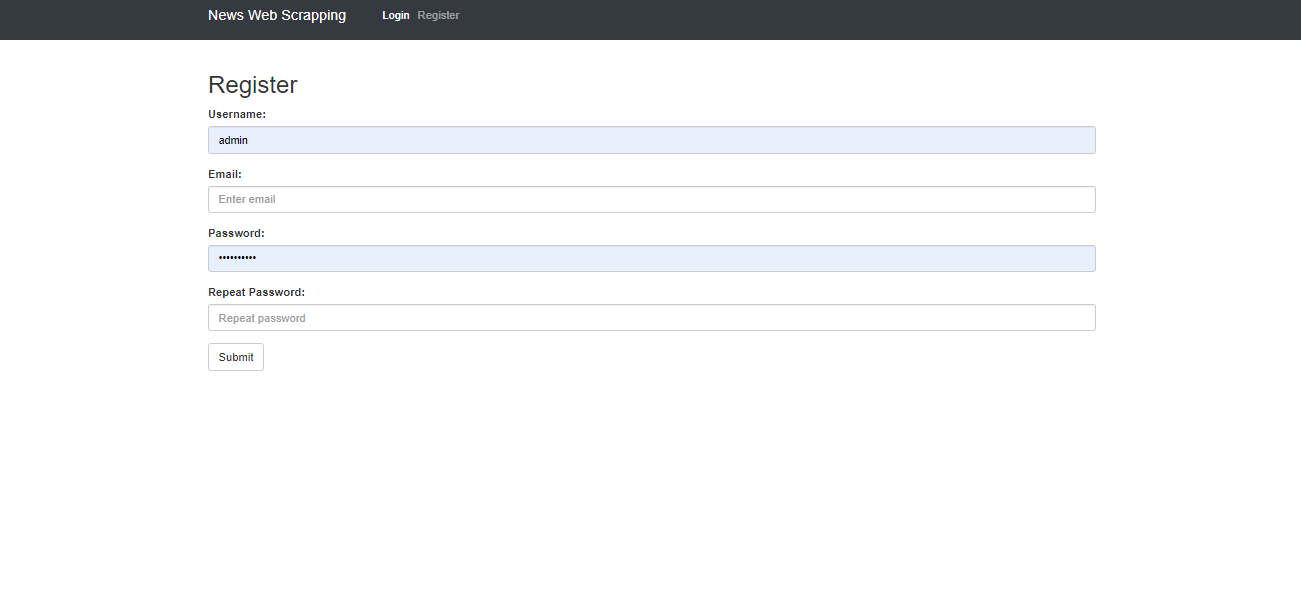 News Web Scrapping Login Register
Register
Username:
admin
Email:
Enter email
Password:
••••••••••
Repeat Password:
Repeat password
Submit